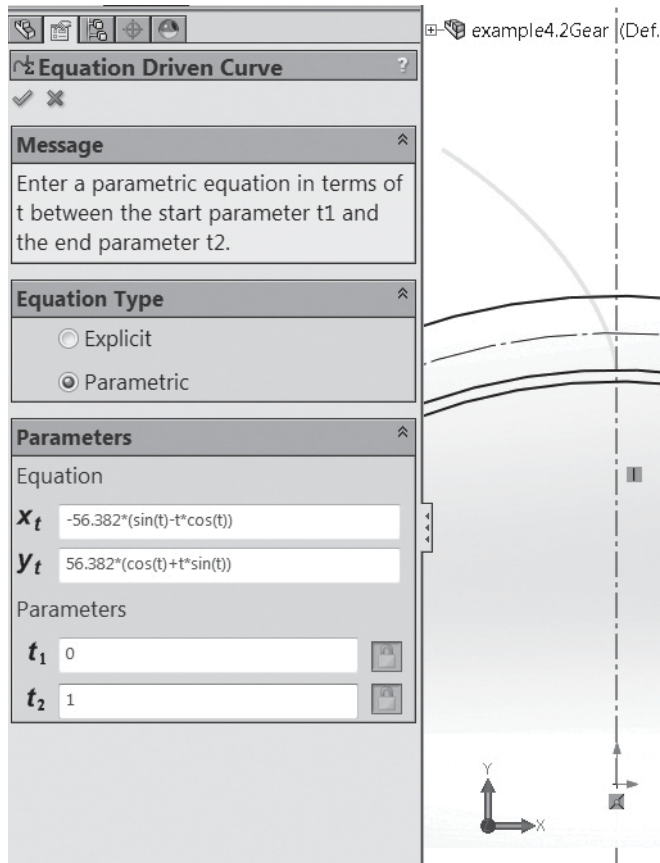 example4.2Gear (Def.
Equation Driven Curve ?
Message
Enter a parametric equation in terms of
t between the start parameter t1 and
the end parameter t2.
Equation Type
Explicit
Parametric
Parameters
Equation
Xt -56.382*(sin(t)-t*cos(t))
yt 56.382*(cos(t)+t*sin(t))
Parameters
t1 0
t2 1
Y
X